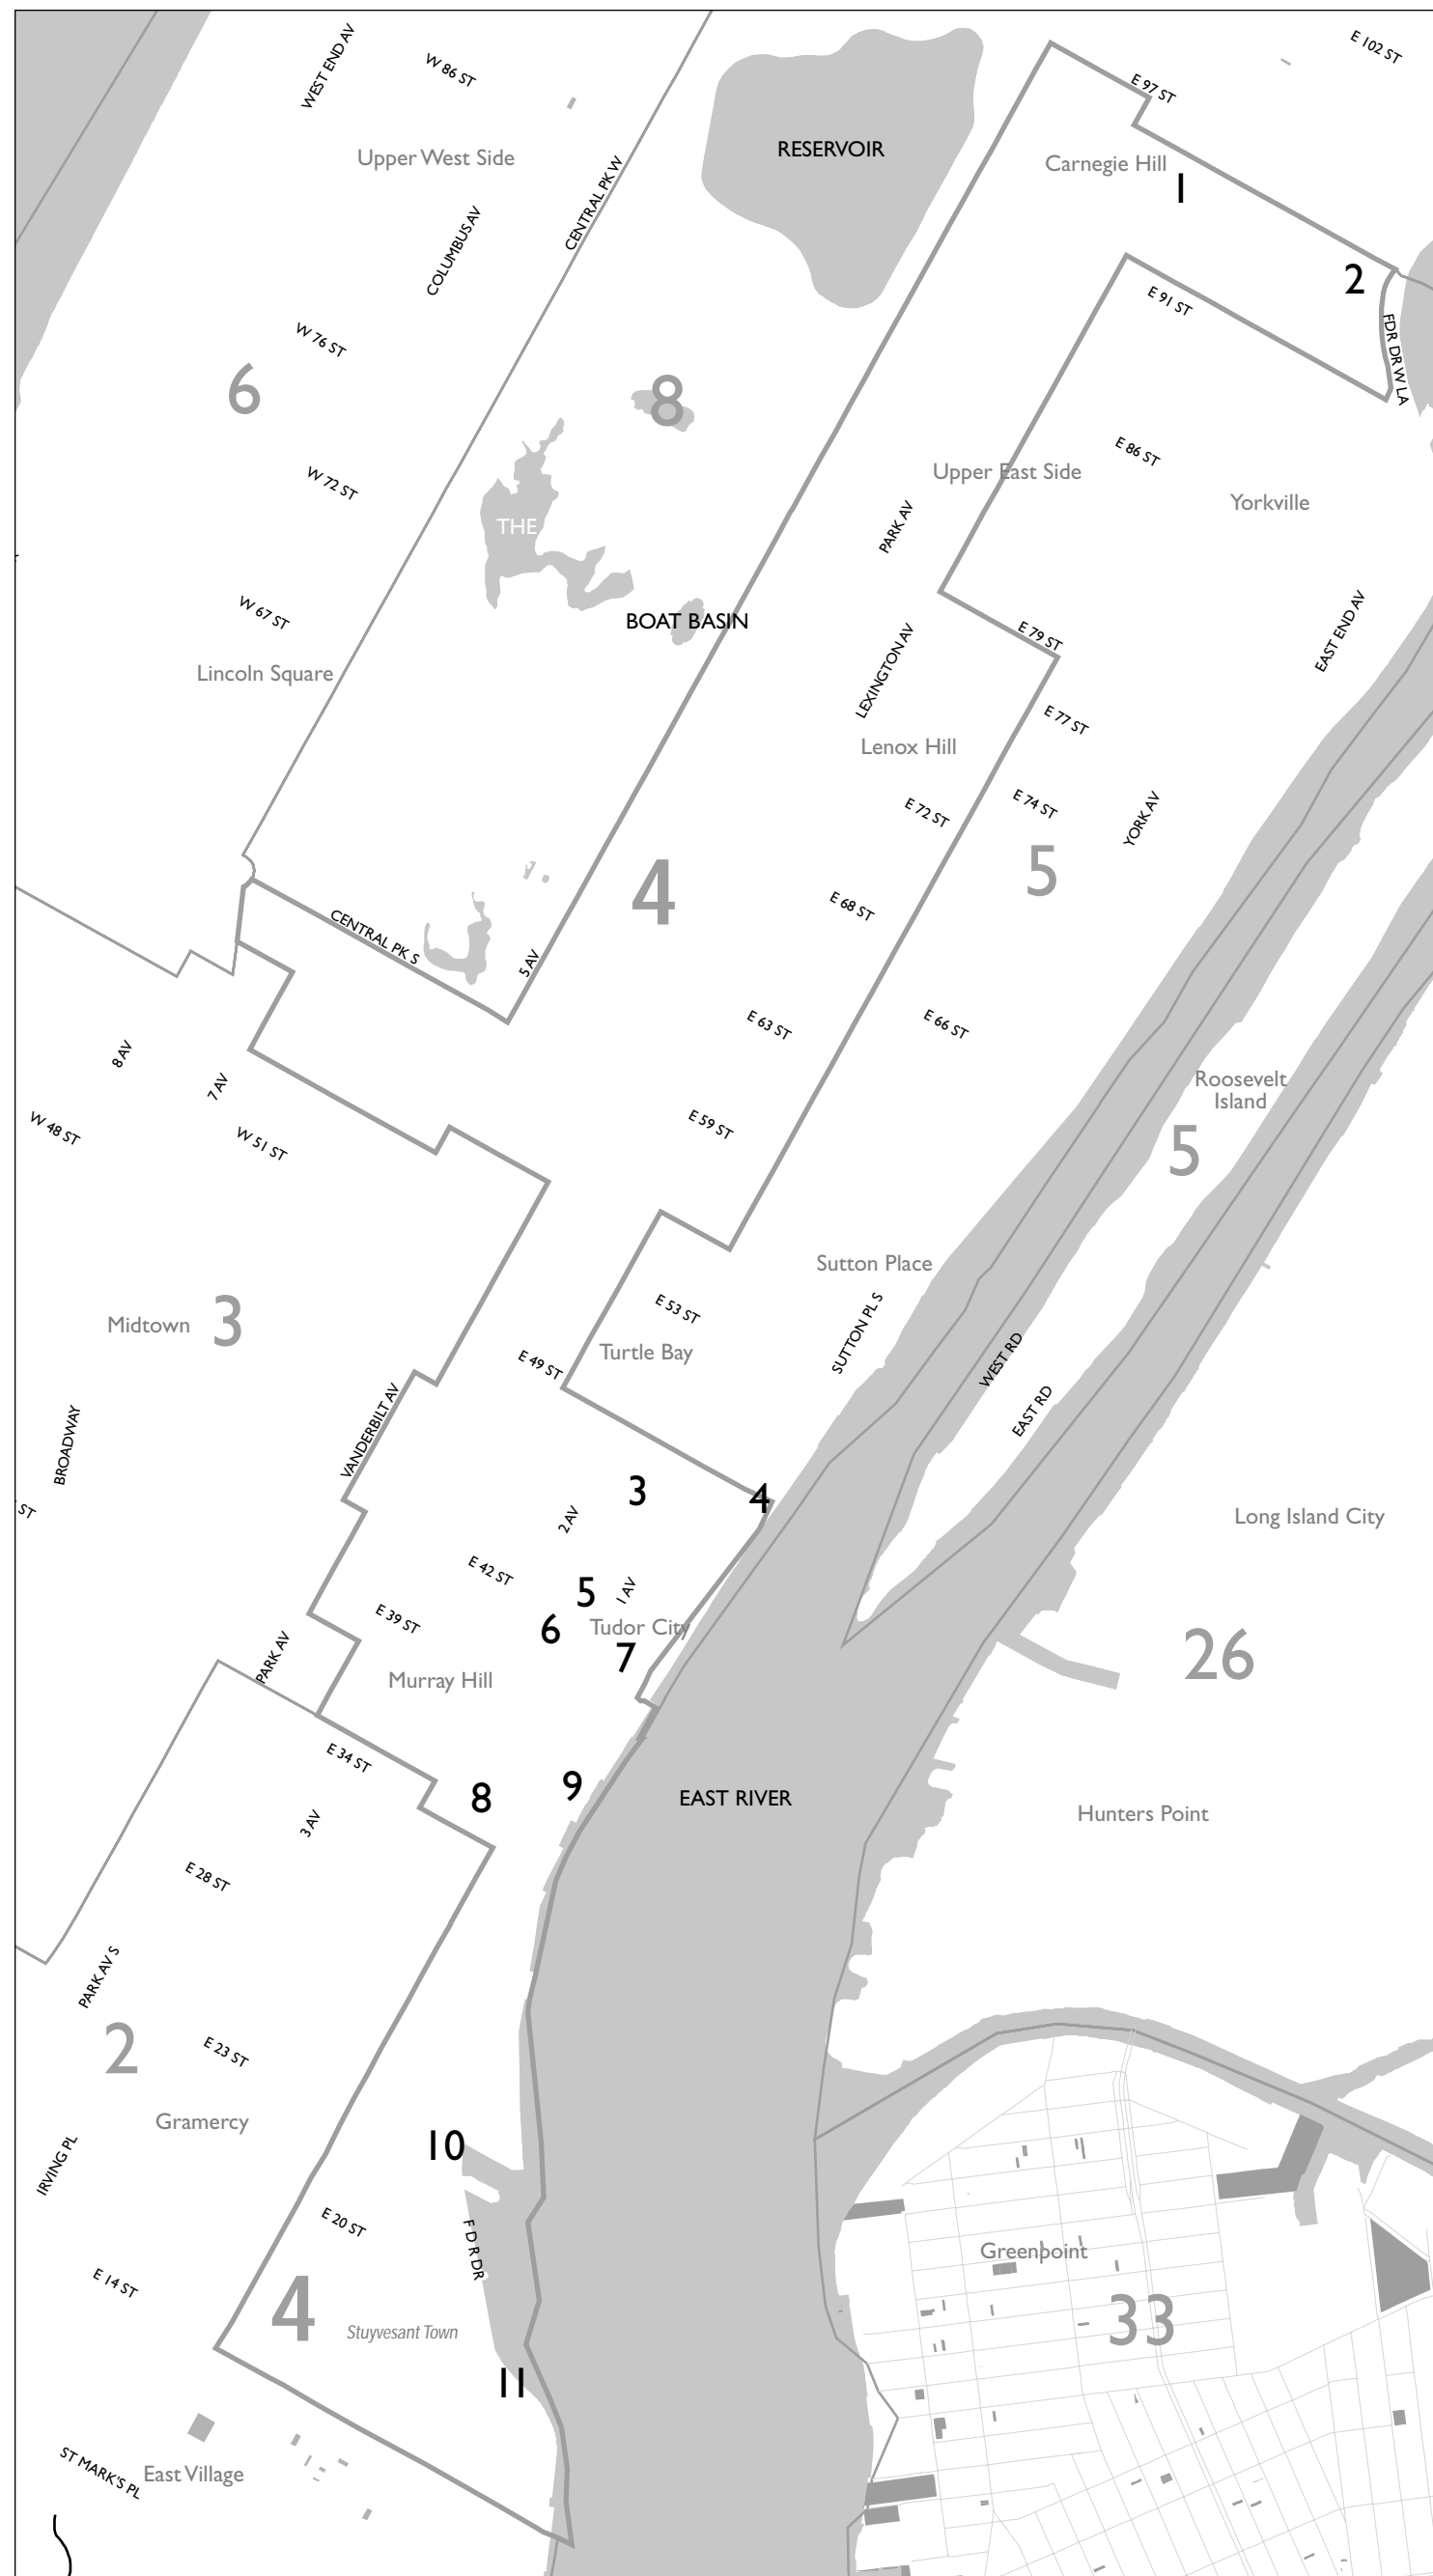 WEST END AV
W 86 ST
E 102 ST
E 97 ST
RESERVOIR
Upper West Side
Carnegie Hill
1
CENTRAL PK W
COLUMBUS AV
2
E 91 ST
W 76 ST
FDR DR W LA
6
8
E 86 ST
Upper East Side
W 72 ST
Yorkville
THE
PARK AV
W 67 ST
BOAT BASIN
E 79 ST
EAST END AV
LEXINGTON AV
Lincoln Square
E 77 ST
Lenox Hill
E 74 ST
E 72 ST
YORK AV
5
4
E 68 ST
CENTRAL PK S
5 AV
E 63 ST
E 66 ST
8 AV
7 AV
Roosevelt
Island
W 48 ST
W 51 ST
E 59 ST
5
Sutton Place
E 53 ST
Midtown
3
SUTTON PL S
Turtle Bay
E 49 ST
WEST RD
EAST RD
VANDERBILT AV
BROADWAY
3
4
ST
2 AV
Long Island City
E 42 ST
5
1 AV
E 39 ST
6
Tudor City
7
PARK AV
26
Murray Hill
E 34 ST
8
9
EAST RIVER
Hunters Point
3 AV
E 28 ST
PARK AV S
2
E 23 ST
Gramercy
10
IRVING PL
E 20 ST
F D R DR
Greenpoint
E 14 ST
4
33
Stuyvesant Town
11
ST MARK'S PL
East Village